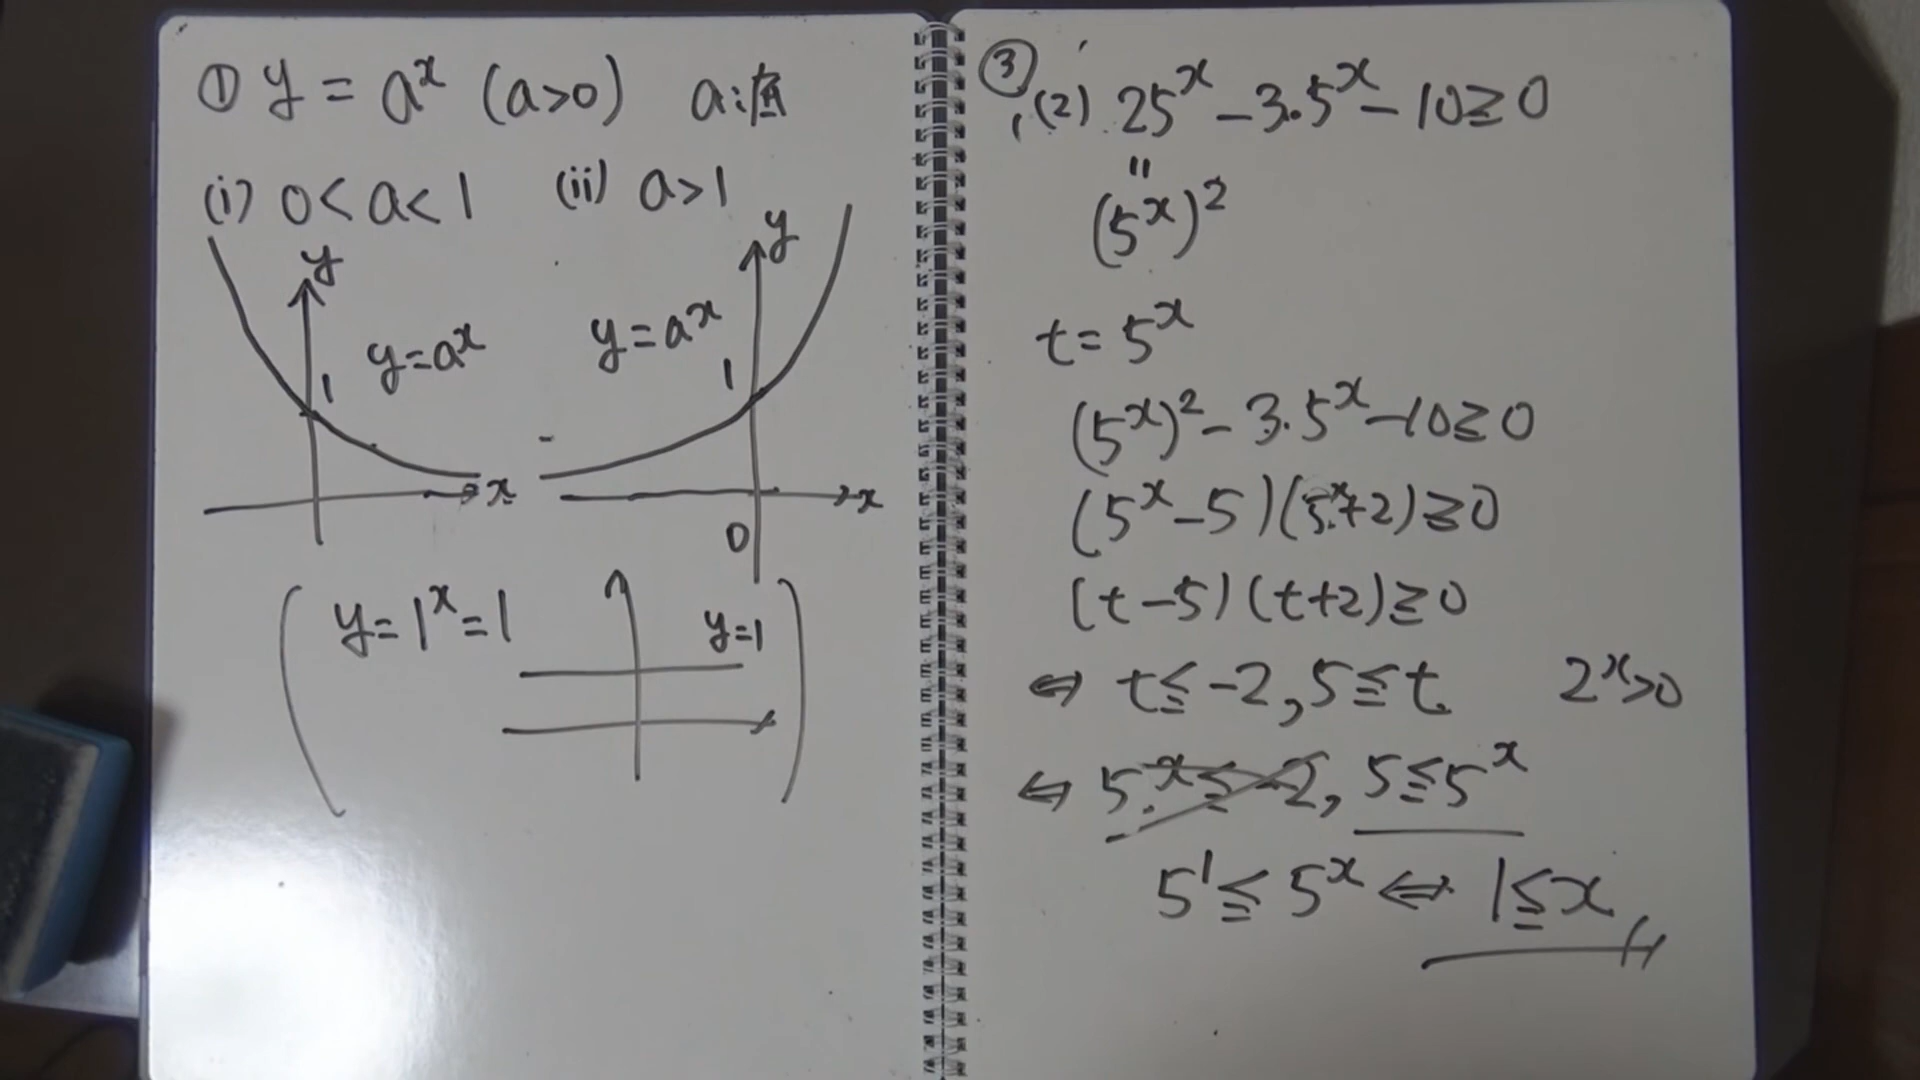 ① y = a^x (a>0) a:底
(i) 0<a<1 (ii) a>1
y
y
y=a^x
y=a^x
1
1
x
x
0
y=1^x=1
y=1
③
(2) 25^x-3・5^x-10≧0
〃
(5^x)^2
t=5^x
(5^x)^2-3・5^x-10≧0
(5^x-5)(5^x+2)≧0
(t-5)(t+2)≧0
⇔ t≦-2, 5≦t 2^x>0
⇔ 5^x≦-2, 5≦5^x
5^1≦5^x ⇔ 1≦x